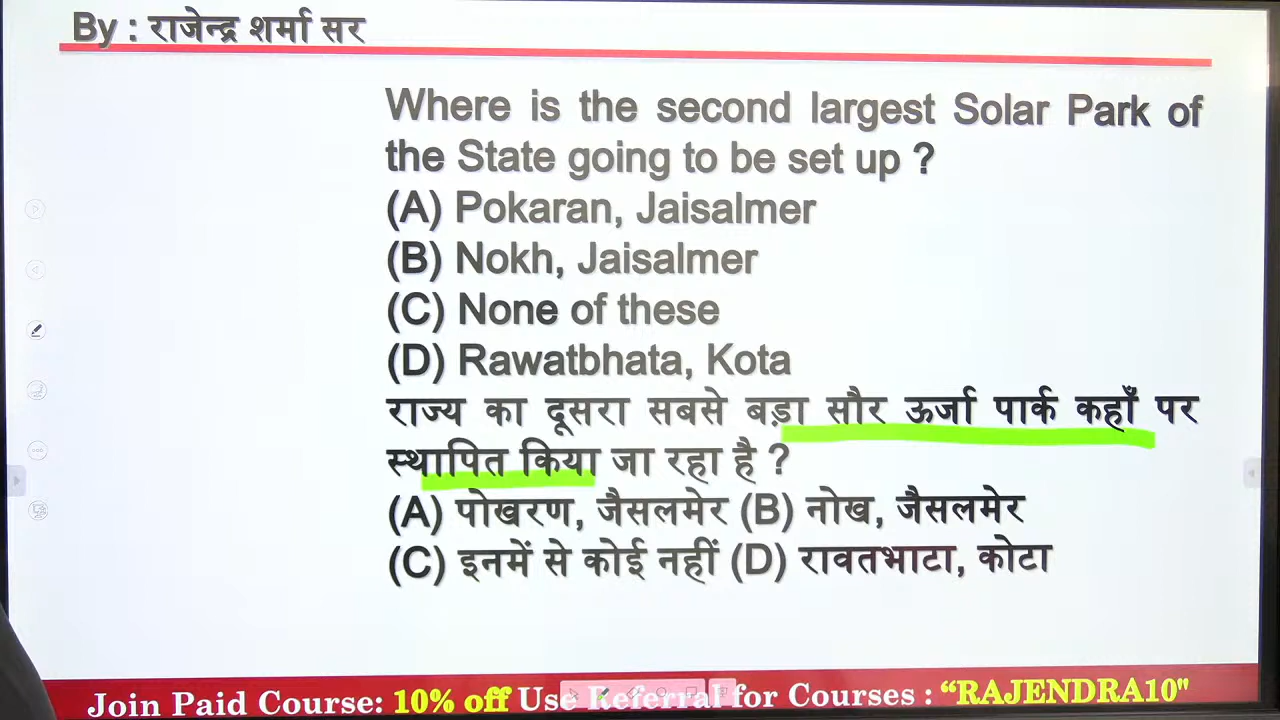 By : राजेन्द्र शर्मा सर
Where is the second largest Solar Park of
the State going to be set up ?
(A) Pokaran, Jaisalmer
(B) Nokh, Jaisalmer
(C) None of these
(D) Rawatbhata, Kota
राज्य का दूसरा सबसे बड़ा सौर ऊर्जा पार्क कहाँ पर
स्थापित किया जा रहा है ?
(A) पोखरण, जैसलमेर (B) नोख, जैसलमेर
(C) इनमें से कोई नहीं (D) रावतभाटा, कोटा
Join Paid Course: 10% off Use Referral for Courses : “RAJENDRA10"